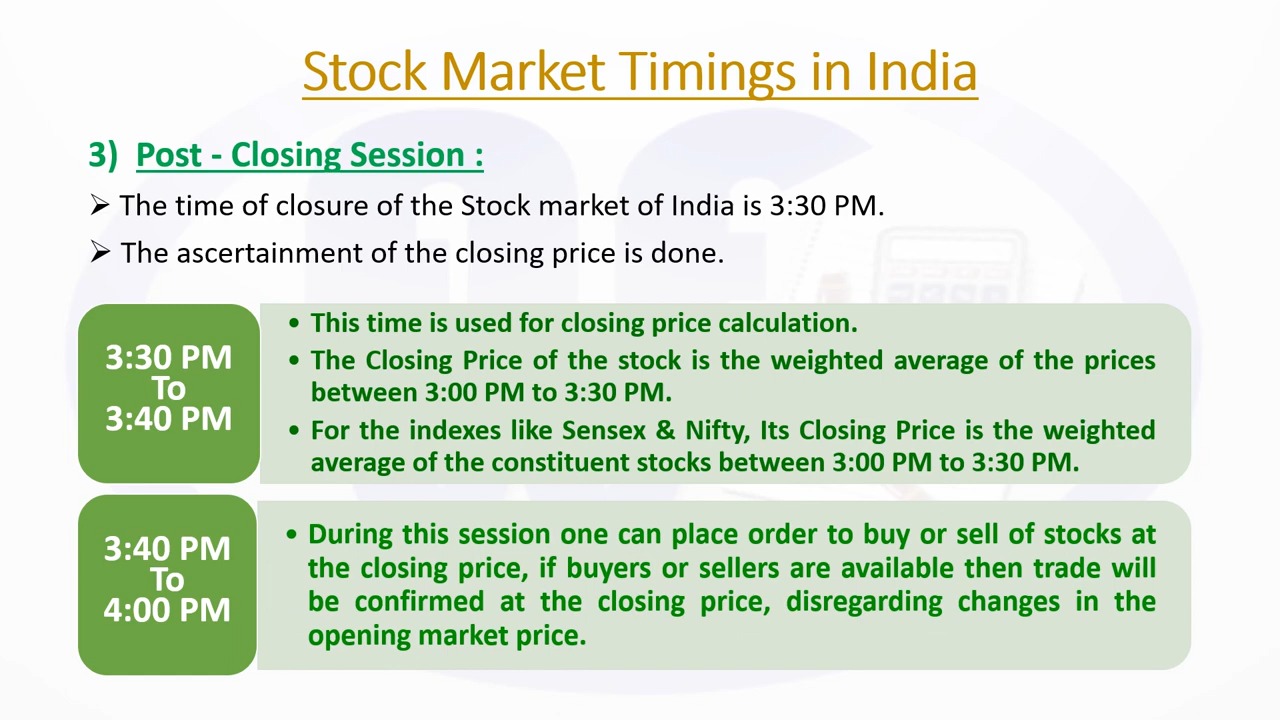 Stock Market Timings in India
3) Post - Closing Session :
➢ The time of closure of the Stock market of India is 3:30 PM.
➢ The ascertainment of the closing price is done.
3:30 PM
To
3:40 PM
• This time is used for closing price calculation.
• The Closing Price of the stock is the weighted average of the prices
between 3:00 PM to 3:30 PM.
• For the indexes like Sensex & Nifty, Its Closing Price is the weighted
average of the constituent stocks between 3:00 PM to 3:30 PM.
3:40 PM
To
4:00 PM
• During this session one can place order to buy or sell of stocks at
the closing price, if buyers or sellers are available then trade will
be confirmed at the closing price, disregarding changes in the
opening market price.